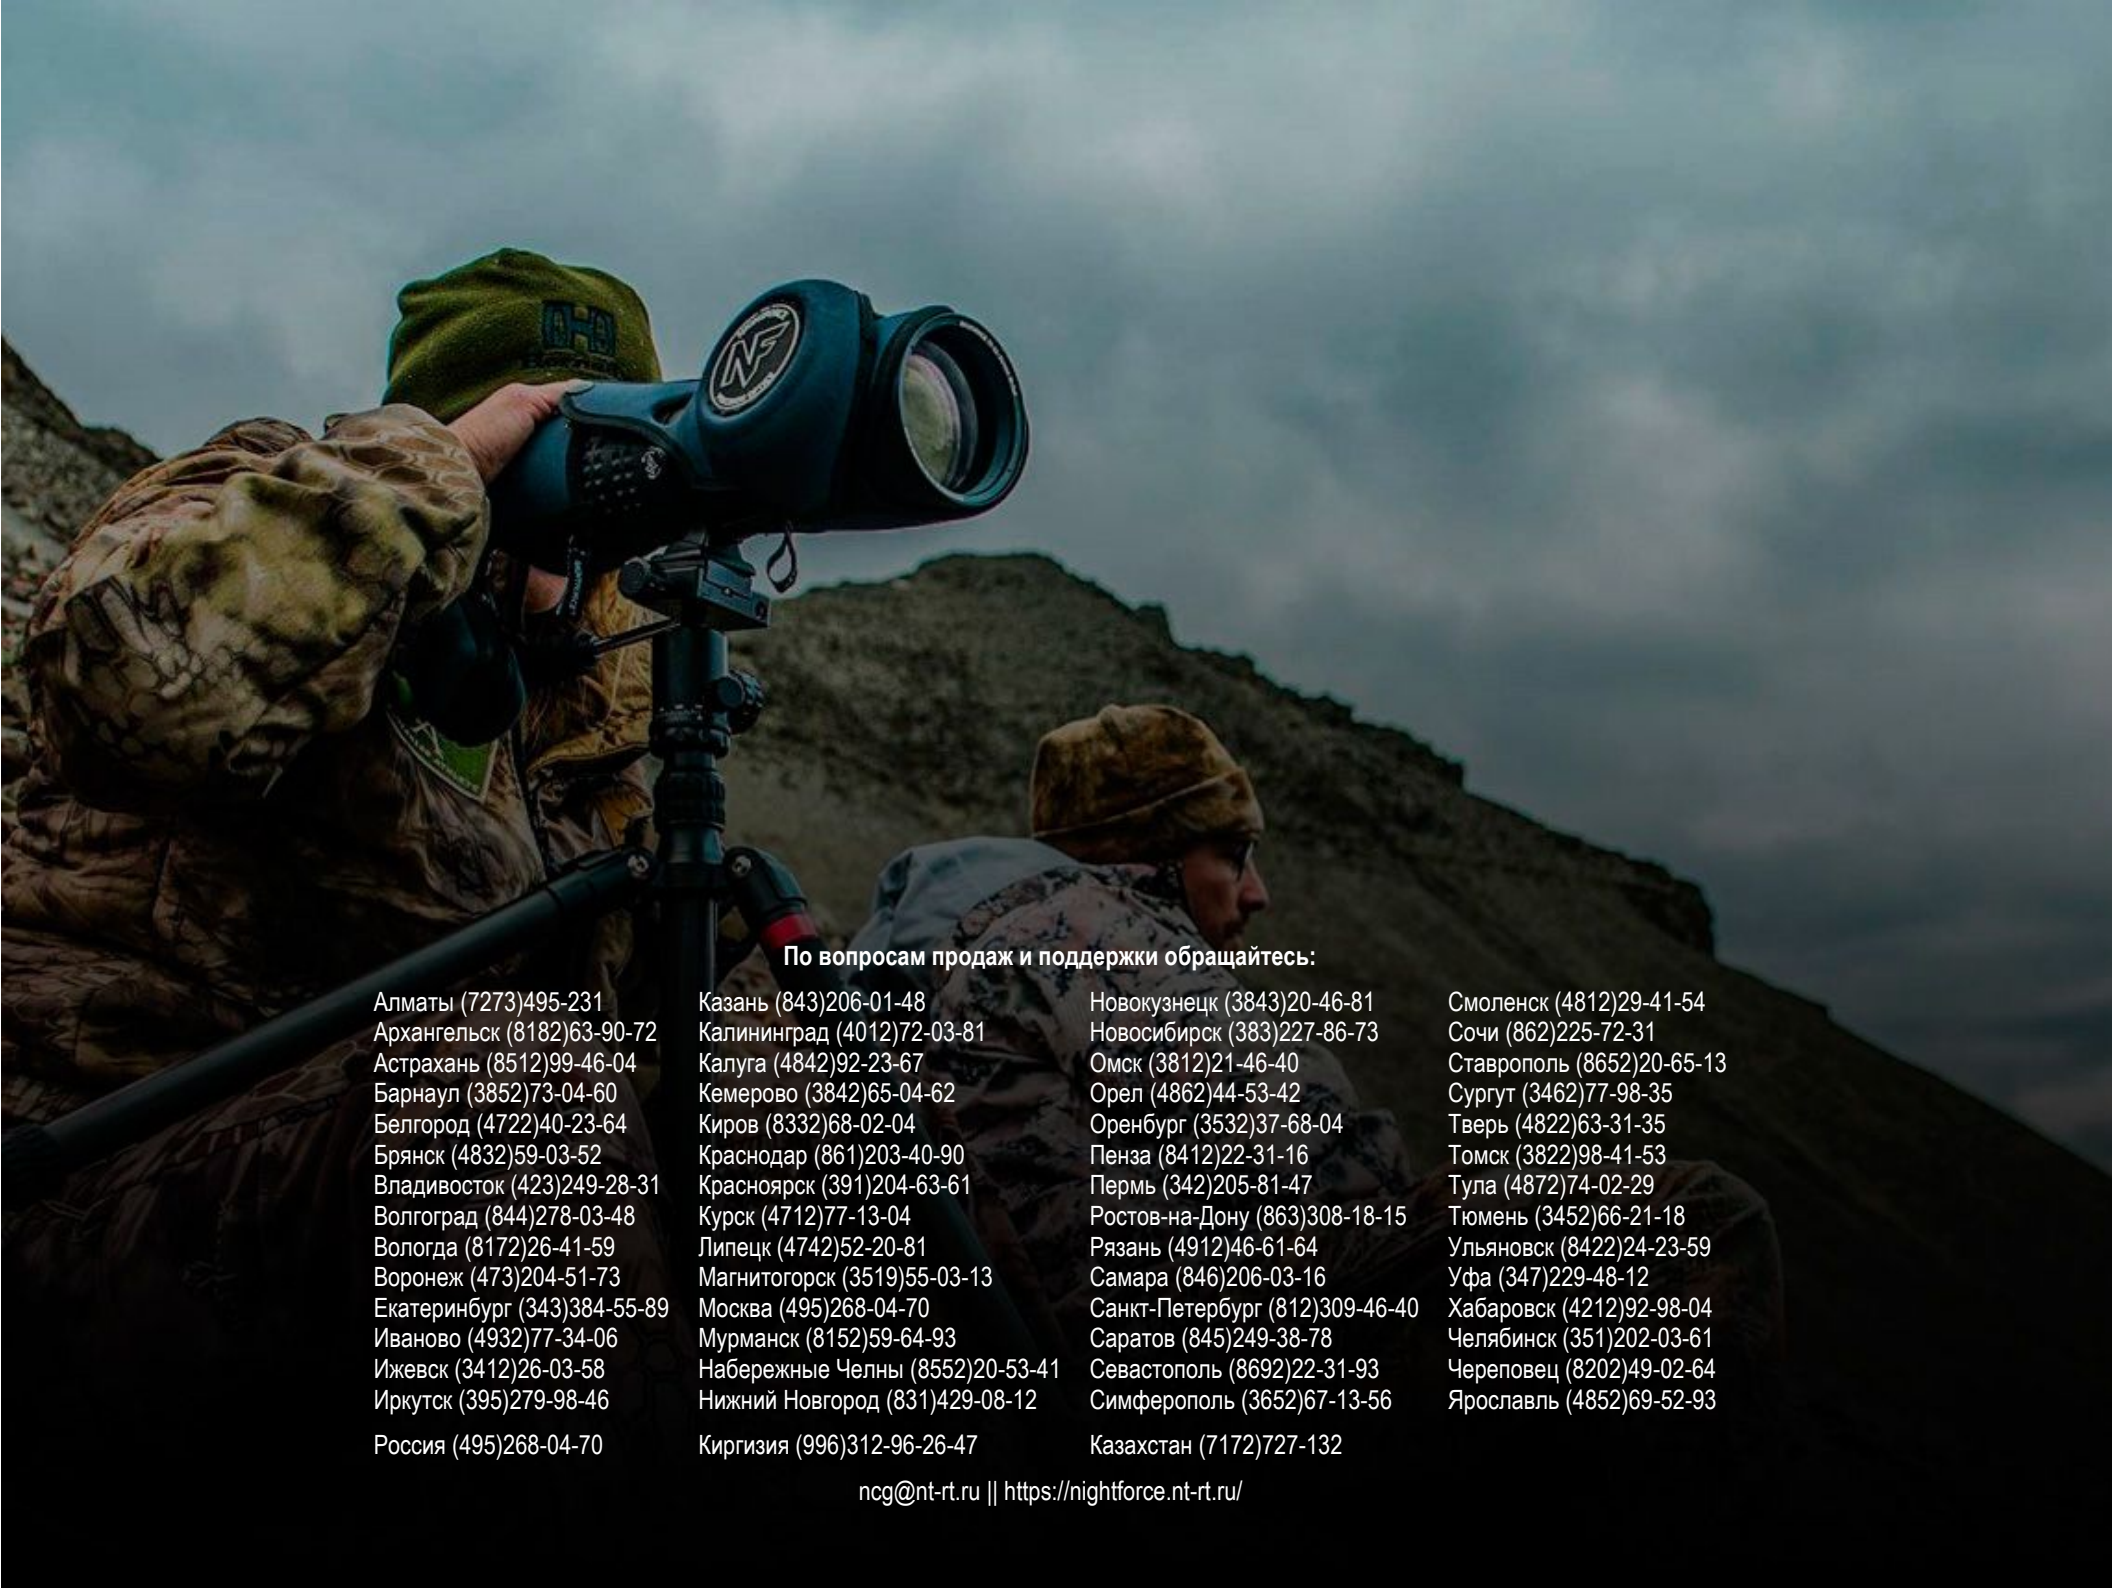 NF
По вопросам продаж и поддержки обращайтесь:
Алматы (7273)495-231
Архангельск (8182)63-90-72
Астрахань (8512)99-46-04
Барнаул (3852)73-04-60
Белгород (4722)40-23-64
Брянск (4832)59-03-52
Владивосток (423)249-28-31
Волгоград (844)278-03-48
Вологда (8172)26-41-59
Воронеж (473)204-51-73
Екатеринбург (343)384-55-89
Иваново (4932)77-34-06
Ижевск (3412)26-03-58
Иркутск (395)279-98-46
Казань (843)206-01-48
Калининград (4012)72-03-81
Калуга (4842)92-23-67
Кемерово (3842)65-04-62
Киров (8332)68-02-04
Краснодар (861)203-40-90
Красноярск (391)204-63-61
Курск (4712)77-13-04
Липецк (4742)52-20-81
Магнитогорск (3519)55-03-13
Москва (495)268-04-70
Мурманск (8152)59-64-93
Набережные Челны (8552)20-53-41
Нижний Новгород (831)429-08-12
Новокузнецк (3843)20-46-81
Новосибирск (383)227-86-73
Омск (3812)21-46-40
Орел (4862)44-53-42
Оренбург (3532)37-68-04
Пенза (8412)22-31-16
Пермь (342)205-81-47
Ростов-на-Дону (863)308-18-15
Рязань (4912)46-61-64
Самара (846)206-03-16
Санкт-Петербург (812)309-46-40
Саратов (845)249-38-78
Севастополь (8692)22-31-93
Симферополь (3652)67-13-56
Смоленск (4812)29-41-54
Сочи (862)225-72-31
Ставрополь (8652)20-65-13
Сургут (3462)77-98-35
Тверь (4822)63-31-35
Томск (3822)98-41-53
Тула (4872)74-02-29
Тюмень (3452)66-21-18
Ульяновск (8422)24-23-59
Уфа (347)229-48-12
Хабаровск (4212)92-98-04
Челябинск (351)202-03-61
Череповец (8202)49-02-64
Ярославль (4852)69-52-93
Россия (495)268-04-70
Киргизия (996)312-96-26-47
Казахстан (7172)727-132
ncg@nt-rt.ru || https://nightforce.nt-rt.ru/